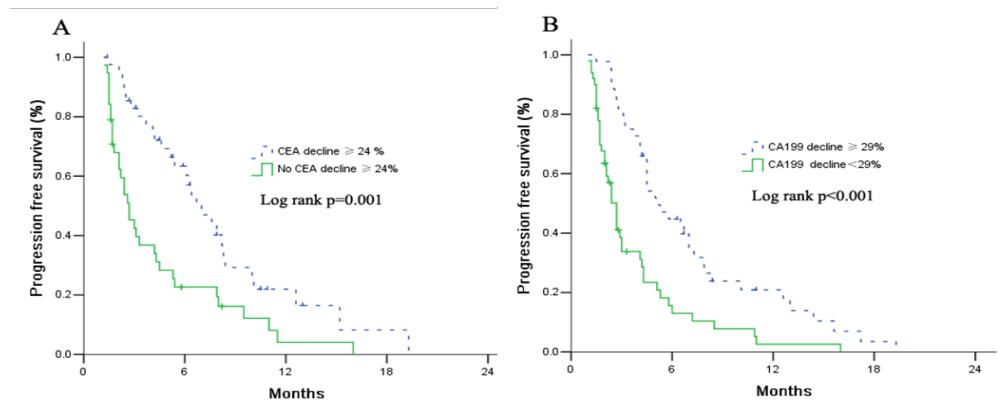 A
Progression free survival (%)
1.0
0.8
0.6
0.4
0.2
0.0
CEA decline ⩾ 24 %
No CEA decline ⩾ 24%
Log rank p=0.001
0 6 12 18 24
Months
B
Progression free survival (%)
1.0
0.8
0.6
0.4
0.2
0.0
CA199 decline ⩾ 29%
CA199 decline <29%
Log rank p<0.001
0 6 12 18 24
Months